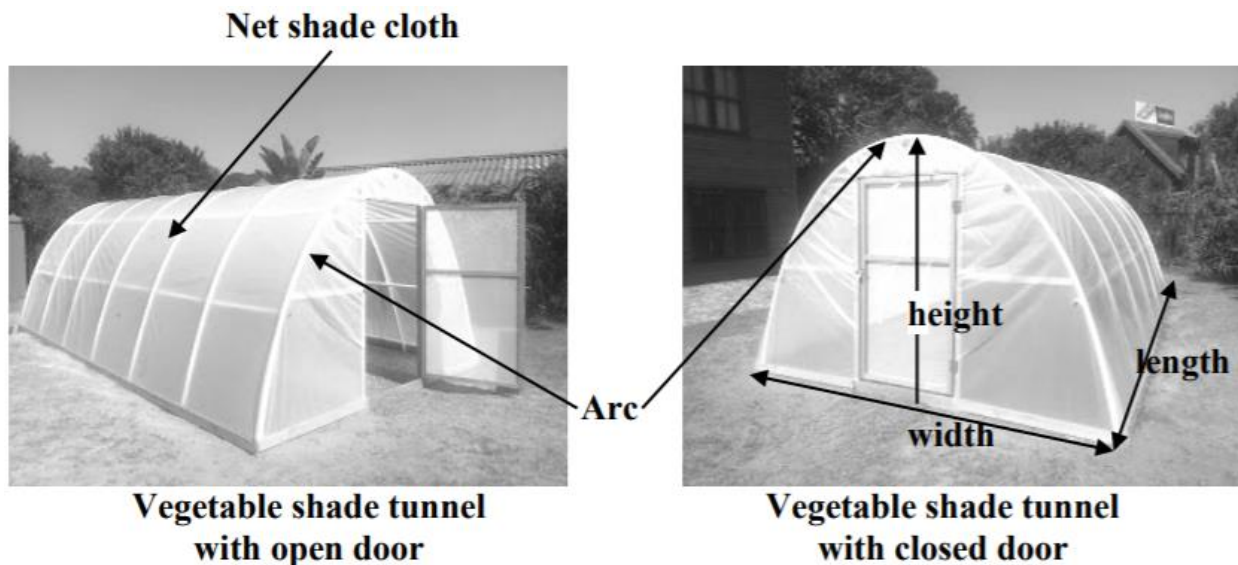 Net shade cloth
height
length
Arc
width
Vegetable shade tunnel
with open door
Vegetable shade tunnel
with closed door